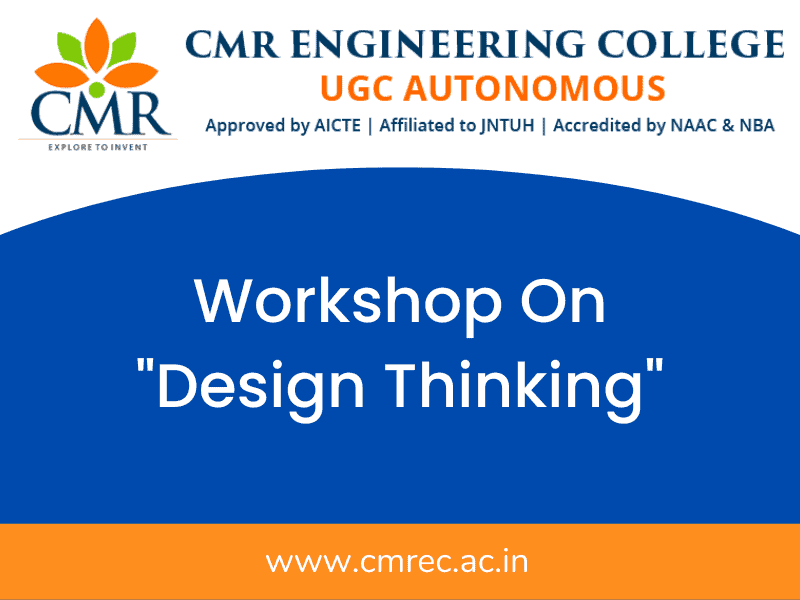 CMR
EXPLORE TO INVENT
CMR ENGINEERING COLLEGE
UGC AUTONOMOUS
Approved by AICTE | Affiliated to JNTUH | Accredited by NAAC & NBA
Workshop On
"Design Thinking"
www.cmrec.ac.in